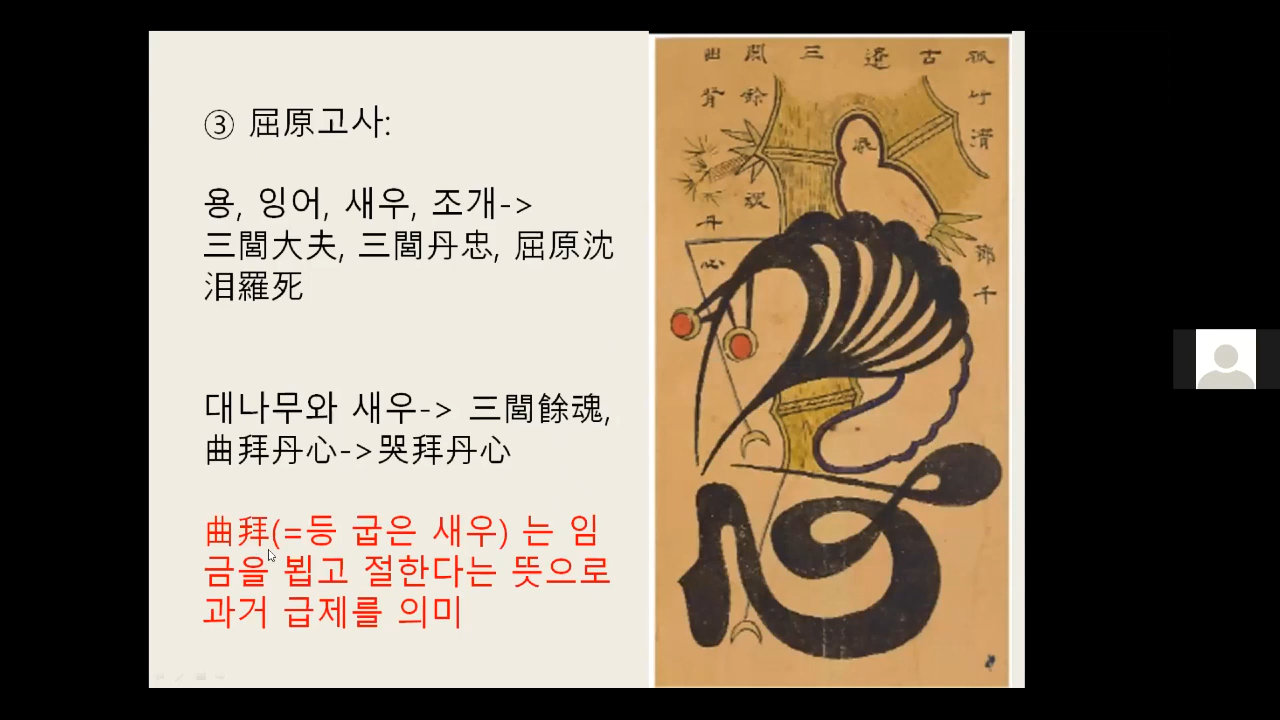 ③ 屈原고사:
용, 잉어, 새우, 조개->
三閭大夫, 三閭丹忠, 屈原沈
汨羅死
대나무와 새우-> 三閭餘魂,
曲拜丹心->哭拜丹心
曲拜(=등 굽은 새우) 는 임
금을 뵙고 절한다는 뜻으로
과거 급제를 의미
孤竹清
節千
古
三
閭餘
曲背
丹心